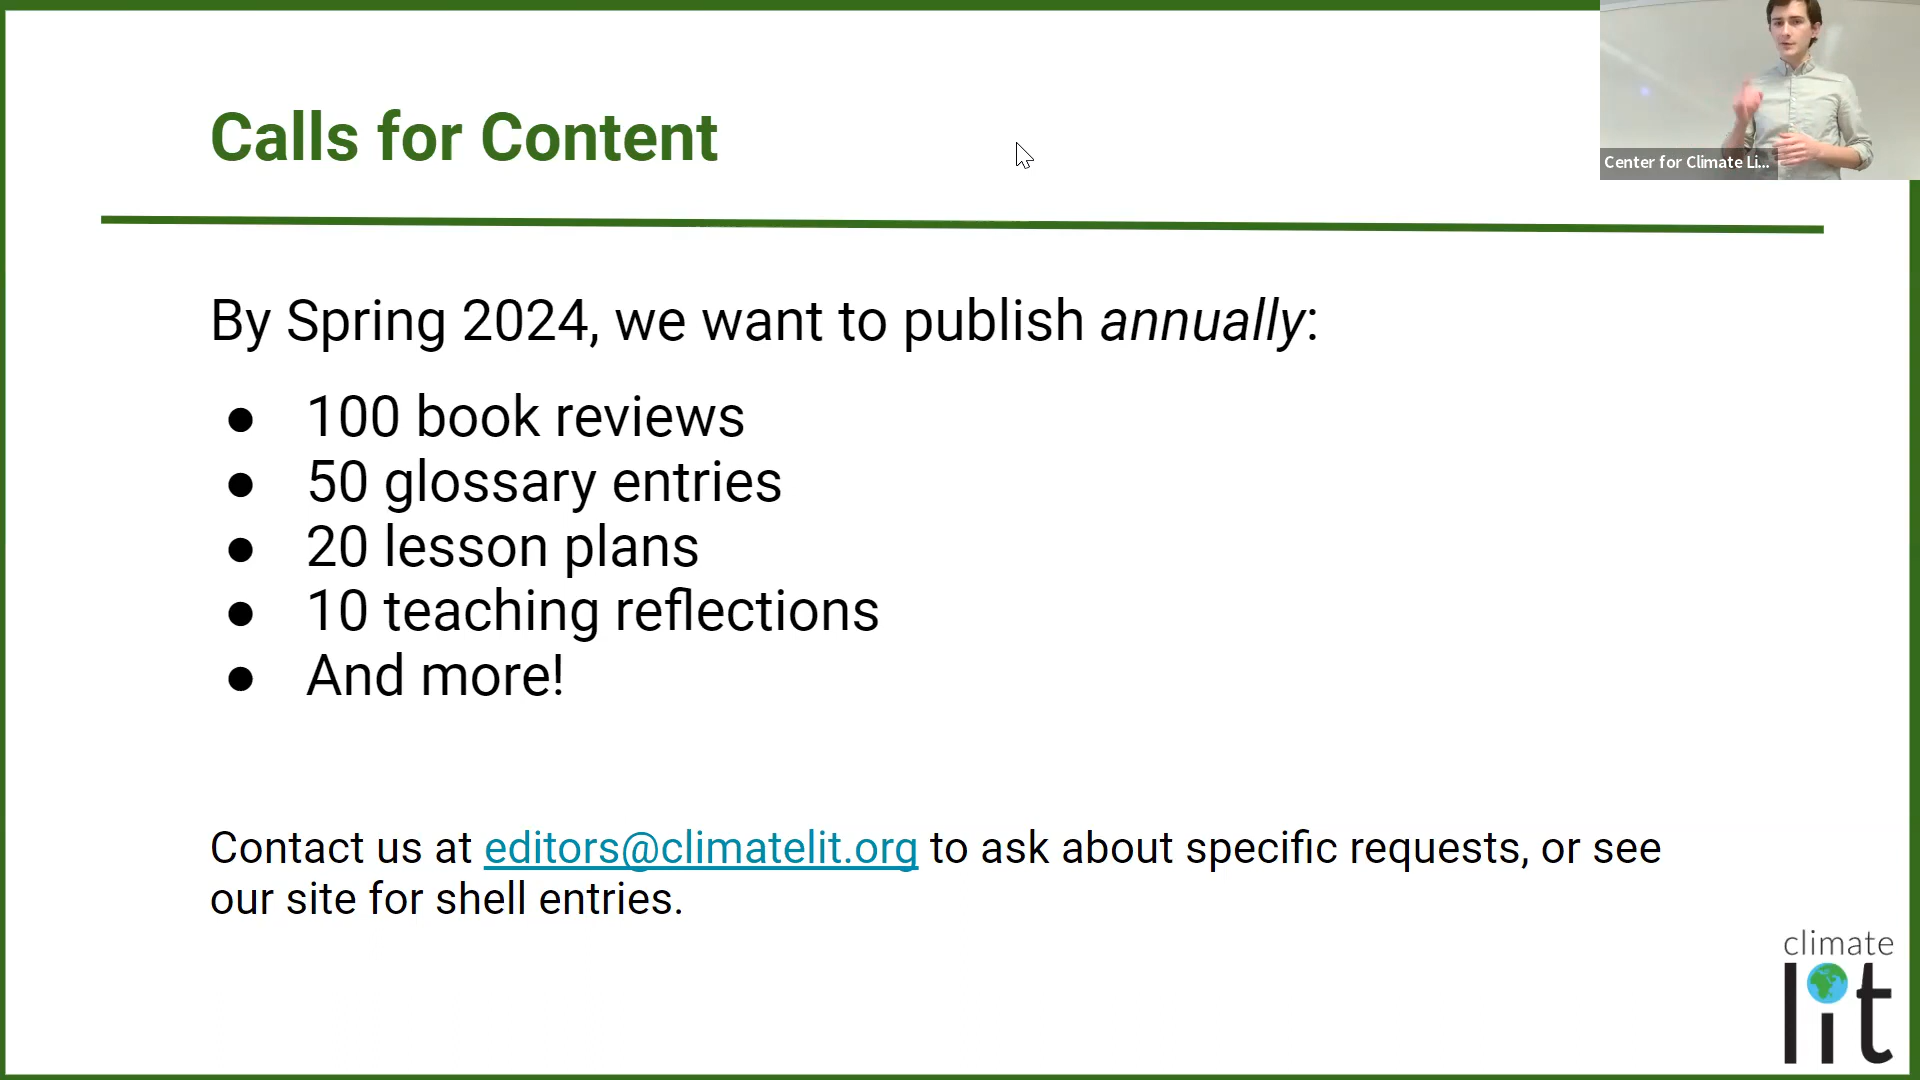 Calls for Content
Center for Climate Li...
By Spring 2024, we want to publish annually:
● 100 book reviews
● 50 glossary entries
● 20 lesson plans
● 10 teaching reflections
● And more!
Contact us at editors@climatelit.org to ask about specific requests, or see
our site for shell entries.
climate
lit